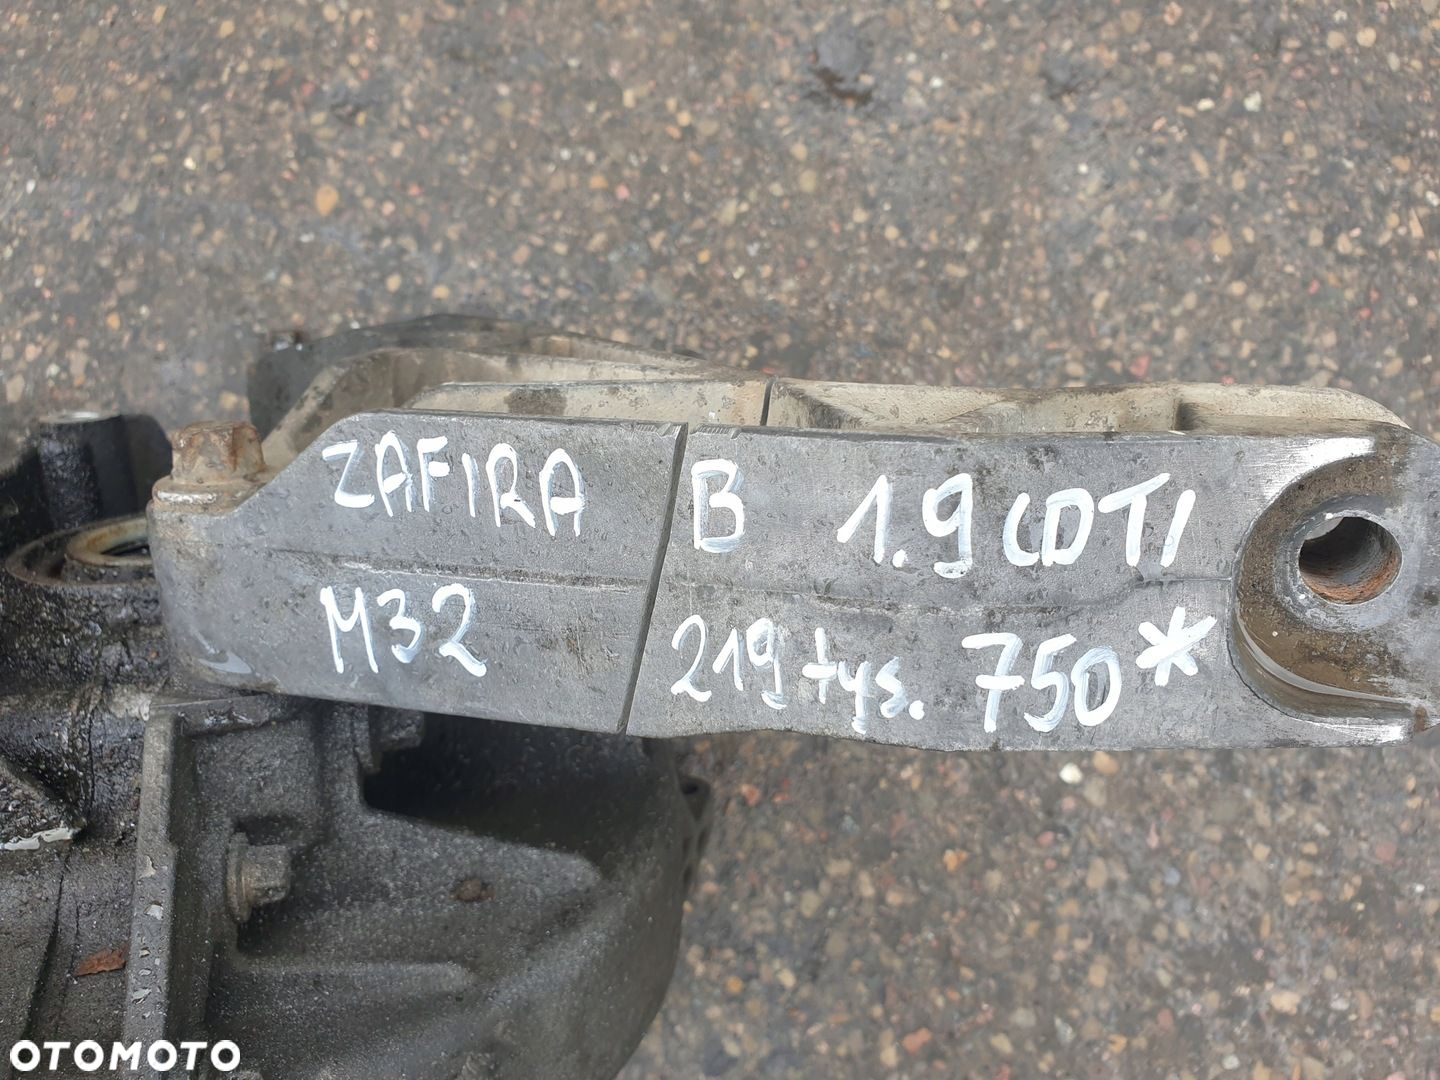 ZAFIRA B 1.9 CDTI
M32 219 tys. 750*
OTOMOTO